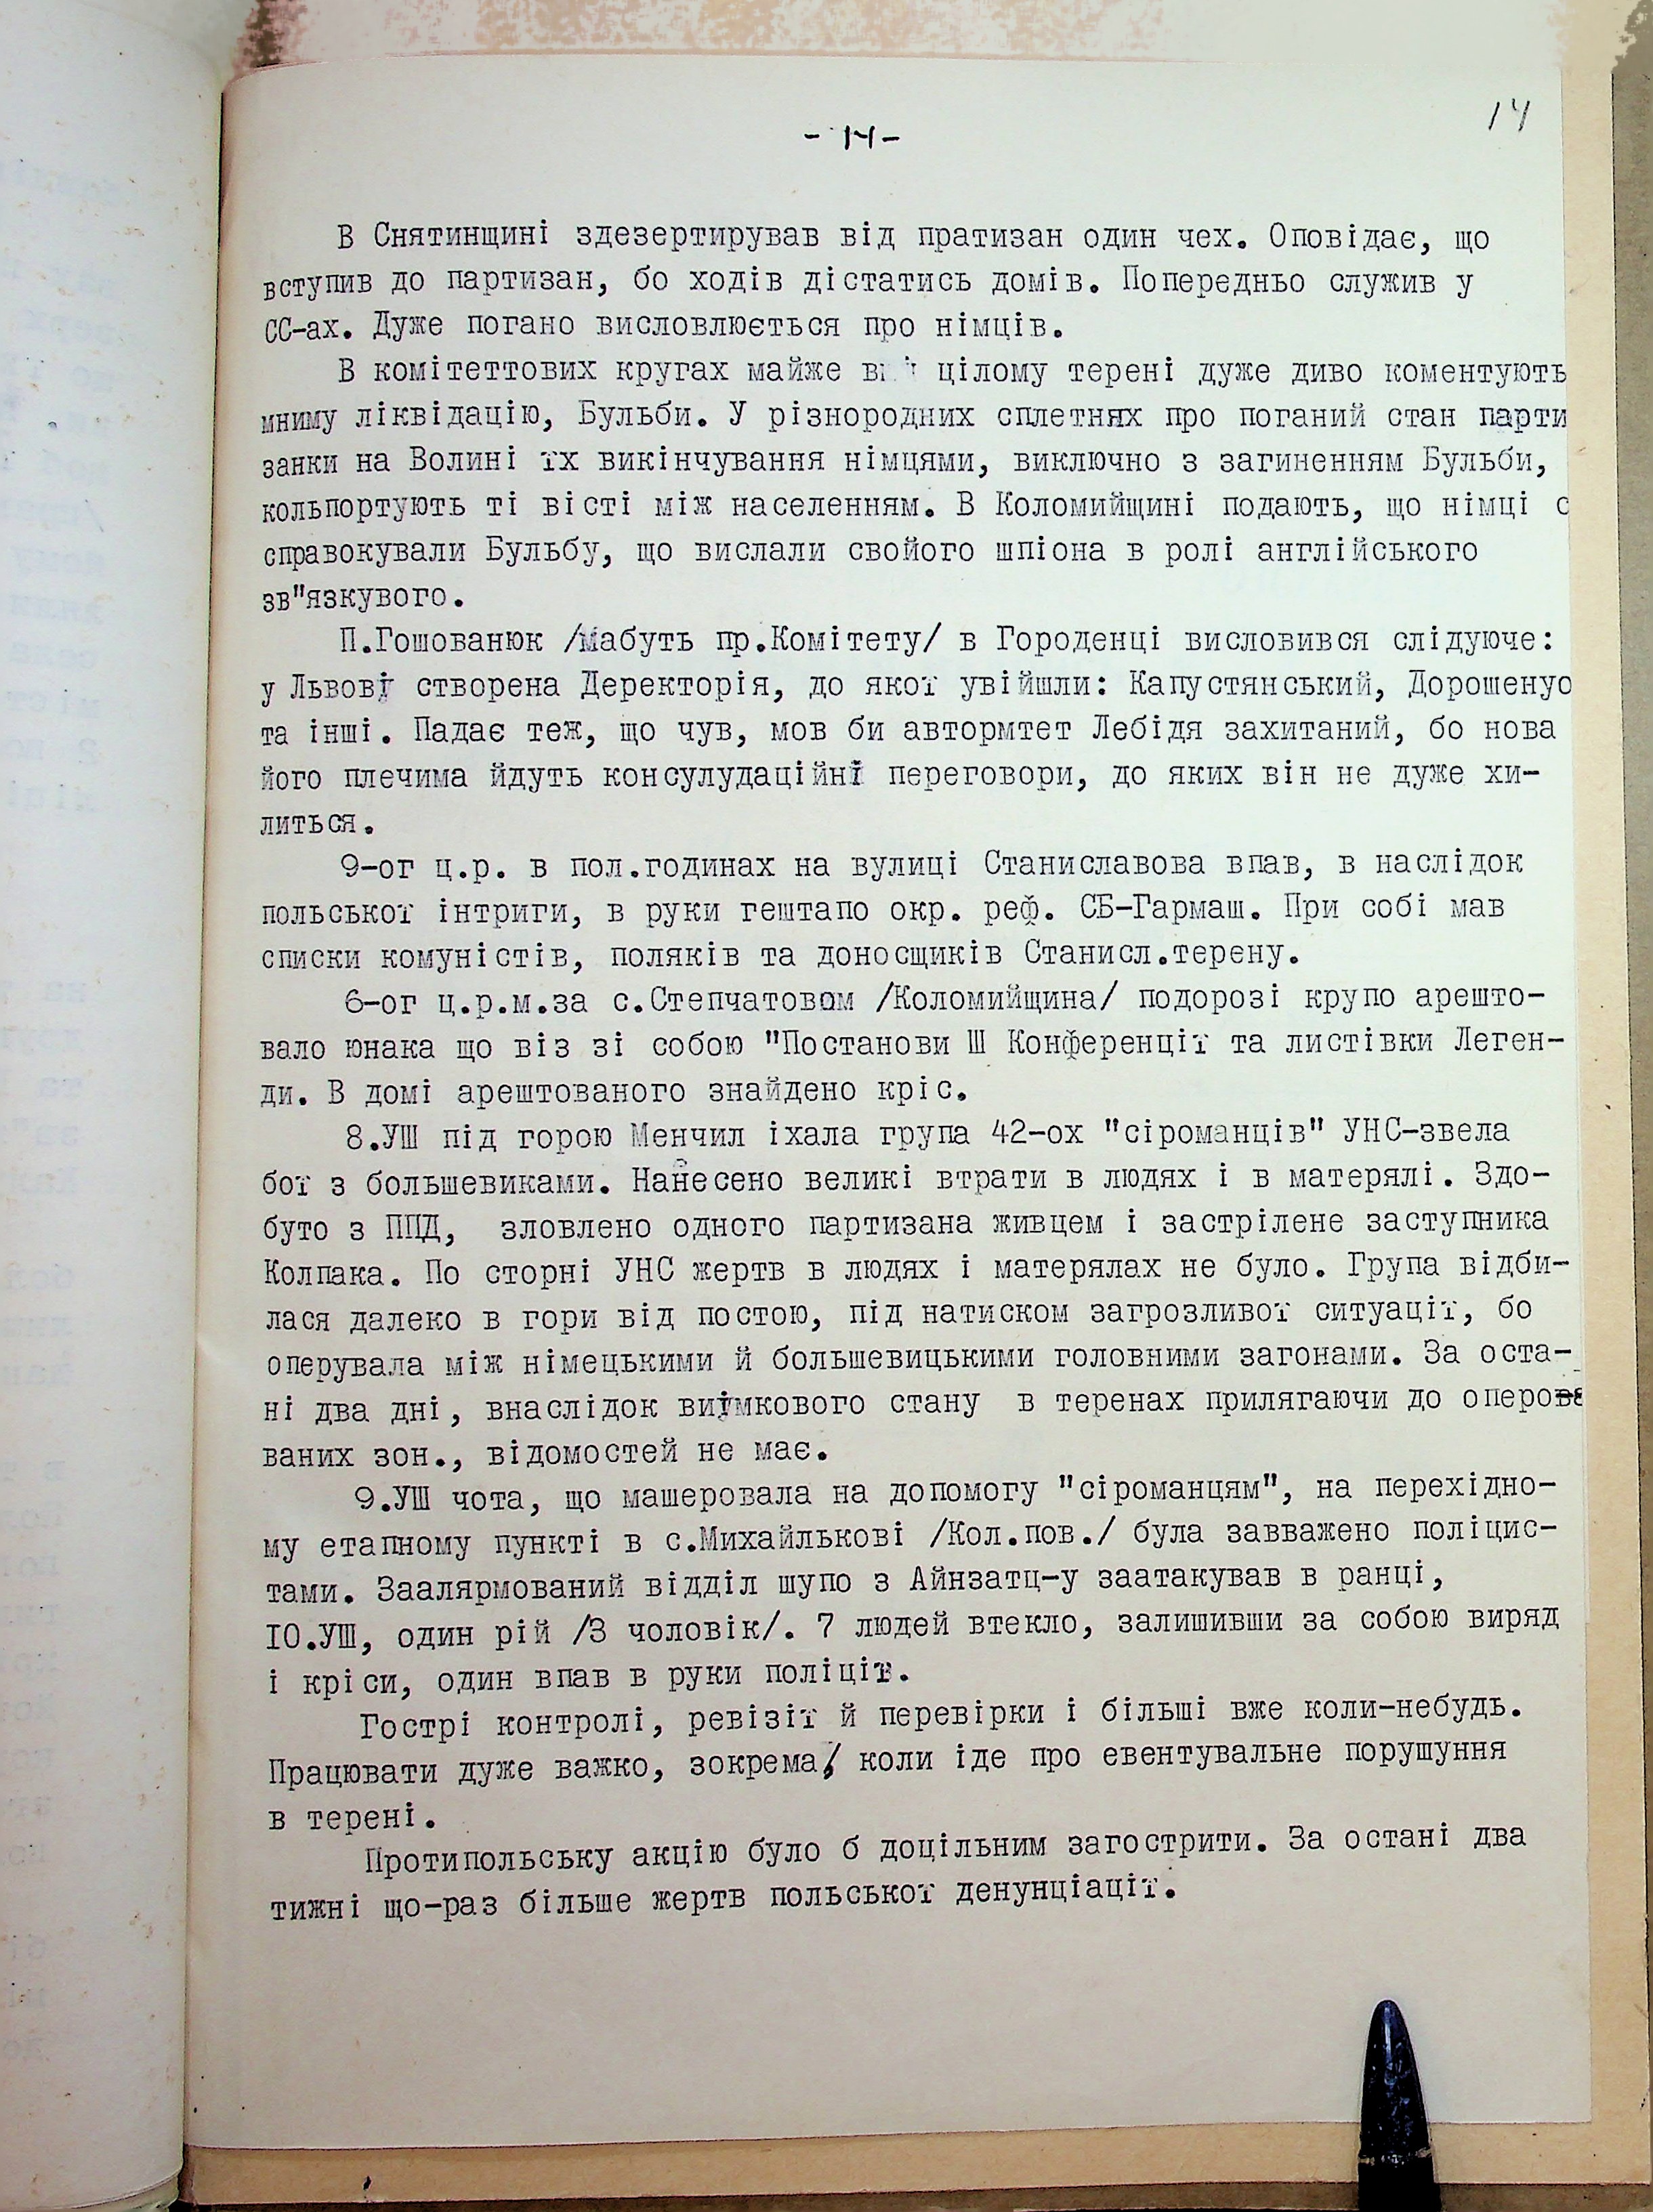 14
- 14 -
В Снятинщині здезертирував від пратизан один чех. Оповідає, що
вступив до партизан, бо ходів дістатись домів. Попередньо служив у
СС-ах. Дуже погано висловлюється про німців.
В комітеттових кругах майже в цілому терені дуже диво коментують
мниму ліквідацію, Бульби. У різнородних сплетнях про поганий стан парти
занки на Волині їх викінчування німцями, виключно з загиненням Бульби,
кольпортують ті вісті між населенням. В Коломийщині подають, що німці с
справокували Бульбу, що вислали свойого шпіона в ролі англійського
зв"язкувого.
П.Гошованюк /мабуть пр.Комітету/ в Городенці висловився слідуюче:
у Львові створена Деректорія, до якої увійшли: Капустянський, Дорошенуо
та інші. Падає теж, що чув, мов би автормтет Лебідя захитаний, бо нова
його плечима йдуть консулудаційні переговори, до яких він не дуже хи-
литься.
9-ог ц.р. в пол.годинах на вулиці Станиславова впав, в наслідок
польської інтриги, в руки гештапо окр. реф. СБ-Гармаш. При собі мав
списки комуністів, поляків та доносщиків Станисл.терену.
6-ог ц.р.м.за с.Степчатовом /Коломийщина/ подорозі крупо арешто-
вало юнака що віз зі собою "Постанови Ш Конференції та листівки Леген-
ди. В домі арештованого знайдено кріс.
8.УШ під горою Менчил іхала група 42-ох "сіроманців" УНС-звела
бої з большевиками. Нанесено великі втрати в людях і в матерялі. Здо-
буто з ППД, зловлено одного партизана живцем і застрілене заступника
Колпака. По сторні УНС жертв в людях і матерялах не було. Група відби-
лася далеко в гори від постою, під натиском загрозливої ситуації, бо
оперувала між німецькими й большевицькими головними загонами. За оста-
ні два дні, внаслідок виїмкового стану в теренах прилягаючи до оперова
ваних зон., відомостей не має.
9.УШ чота, що машеровала на допомогу "сіроманцям", на перехідно-
му етапному пункті в с.Михайлькові /Кол.пов./ була завважено поліцис-
тами. Заалярмований відділ шупо з Айнзатц-у заатакував в ранці,
IO.УШ, один рій /3 чоловік/. 7 людей втекло, залишивши за собою виряд
і кріси, один впав в руки поліції.
Гострі контролі, ревізії й перевірки і більші вже коли-небудь.
Працювати дуже важко, зокрема, коли іде про евентувальне порушуння
в терені.
Протипольську акцію було б доцільним загострити. За остані два
тижні що-раз більше жертв польської денунціації.